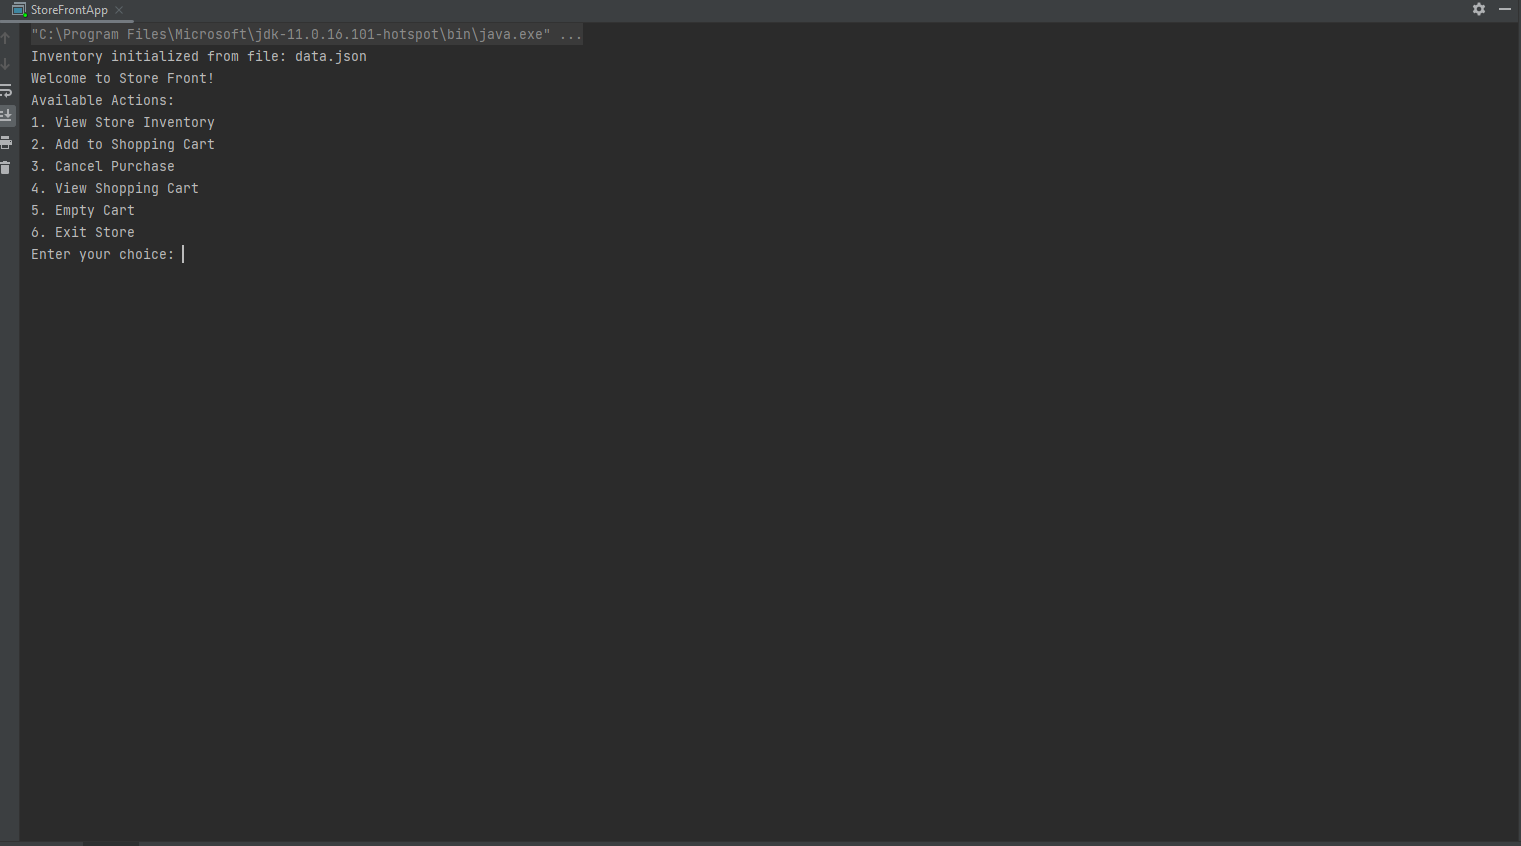 StoreFrontApp
"C:\Program Files\Microsoft\jdk-11.0.16.101-hotspot\bin\java.exe" ...
Inventory initialized from file: data.json
Welcome to Store Front!
Available Actions:
1. View Store Inventory
2. Add to Shopping Cart
3. Cancel Purchase
4. View Shopping Cart
5. Empty Cart
6. Exit Store
Enter your choice: